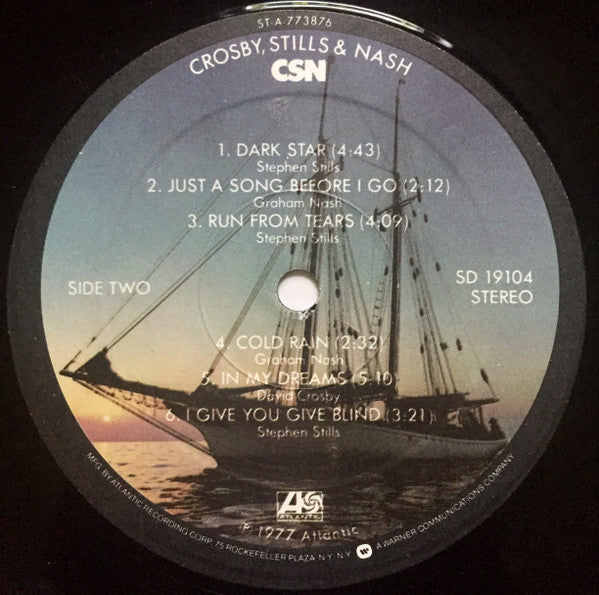 ST-A-773876
CROSBY, STILLS & NASH
CSN
1. DARK STAR (4:43)
Stephen Stills
2. JUST A SONG BEFORE I GO (2:12)
Graham Nash
3. RUN FROM TEARS (4:09)
Stephen Stills
SIDE TWO
SD 19104
STEREO
4. COLD RAIN (2:32)
Graham Nash
5. IN MY DREAMS (5:10)
David Crosby
6. I GIVE YOU GIVE BLIND (3:21)
Stephen Stills
ATLANTIC
℗ 1977 Atlantic
MFG. BY ATLANTIC RECORDING CORP. 75 ROCKEFELLER PLAZA N.Y. N.Y. A WARNER COMMUNICATIONS COMPANY